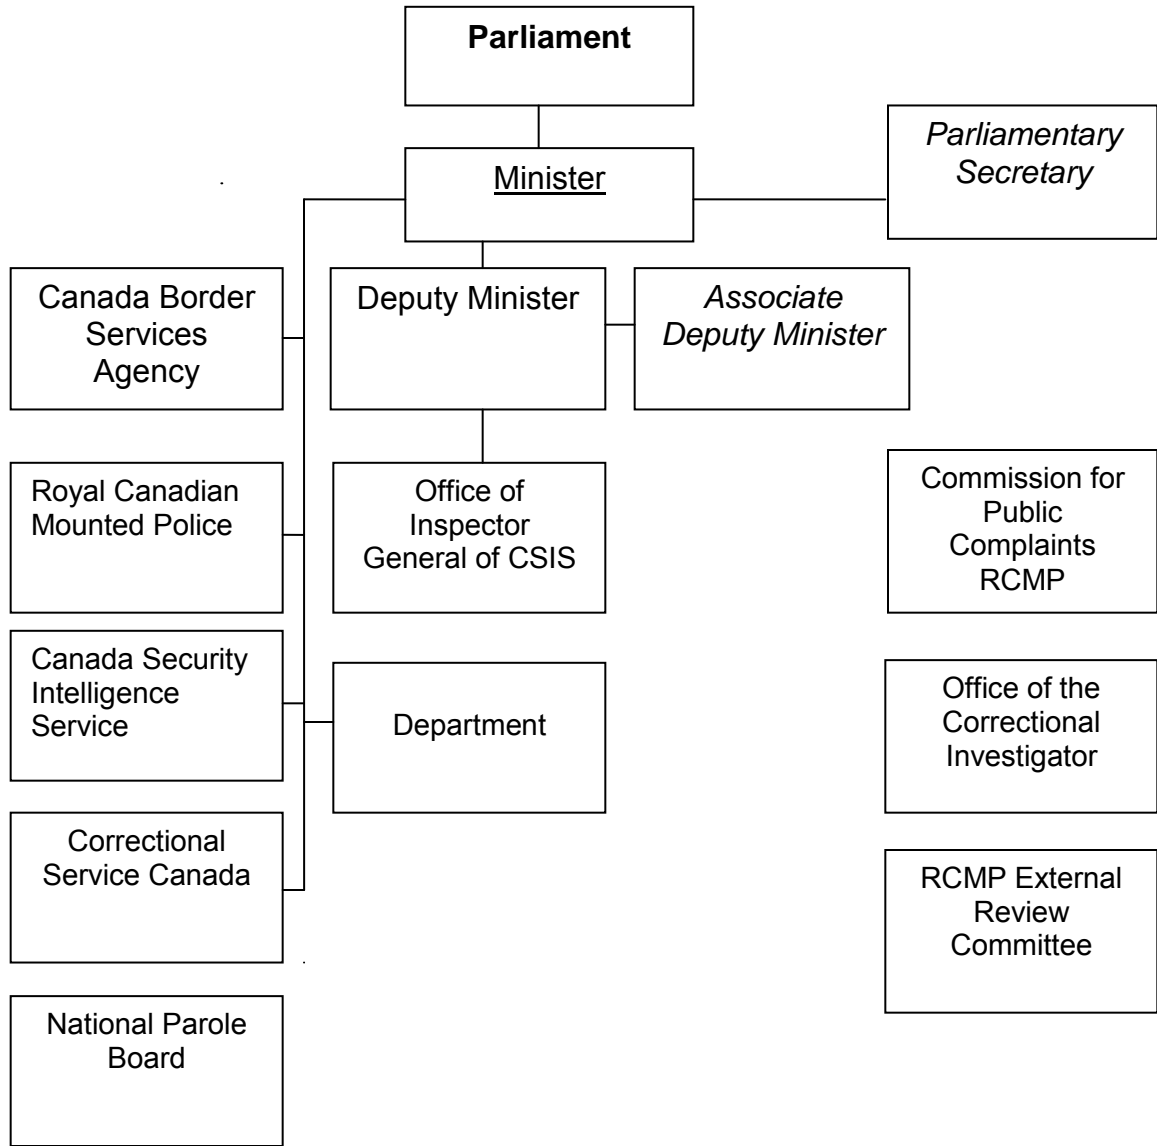 Parliament
Parliamentary
Secretary
Minister
Canada Border
Services
Agency
Deputy Minister
Associate
Deputy Minister
Royal Canadian
Mounted Police
Office of
Inspector
General of CSIS
Commission for
Public
Complaints
RCMP
Canada Security
Intelligence
Service
Department
Office of the
Correctional
Investigator
Correctional
Service Canada
RCMP External
Review
Committee
National Parole
Board